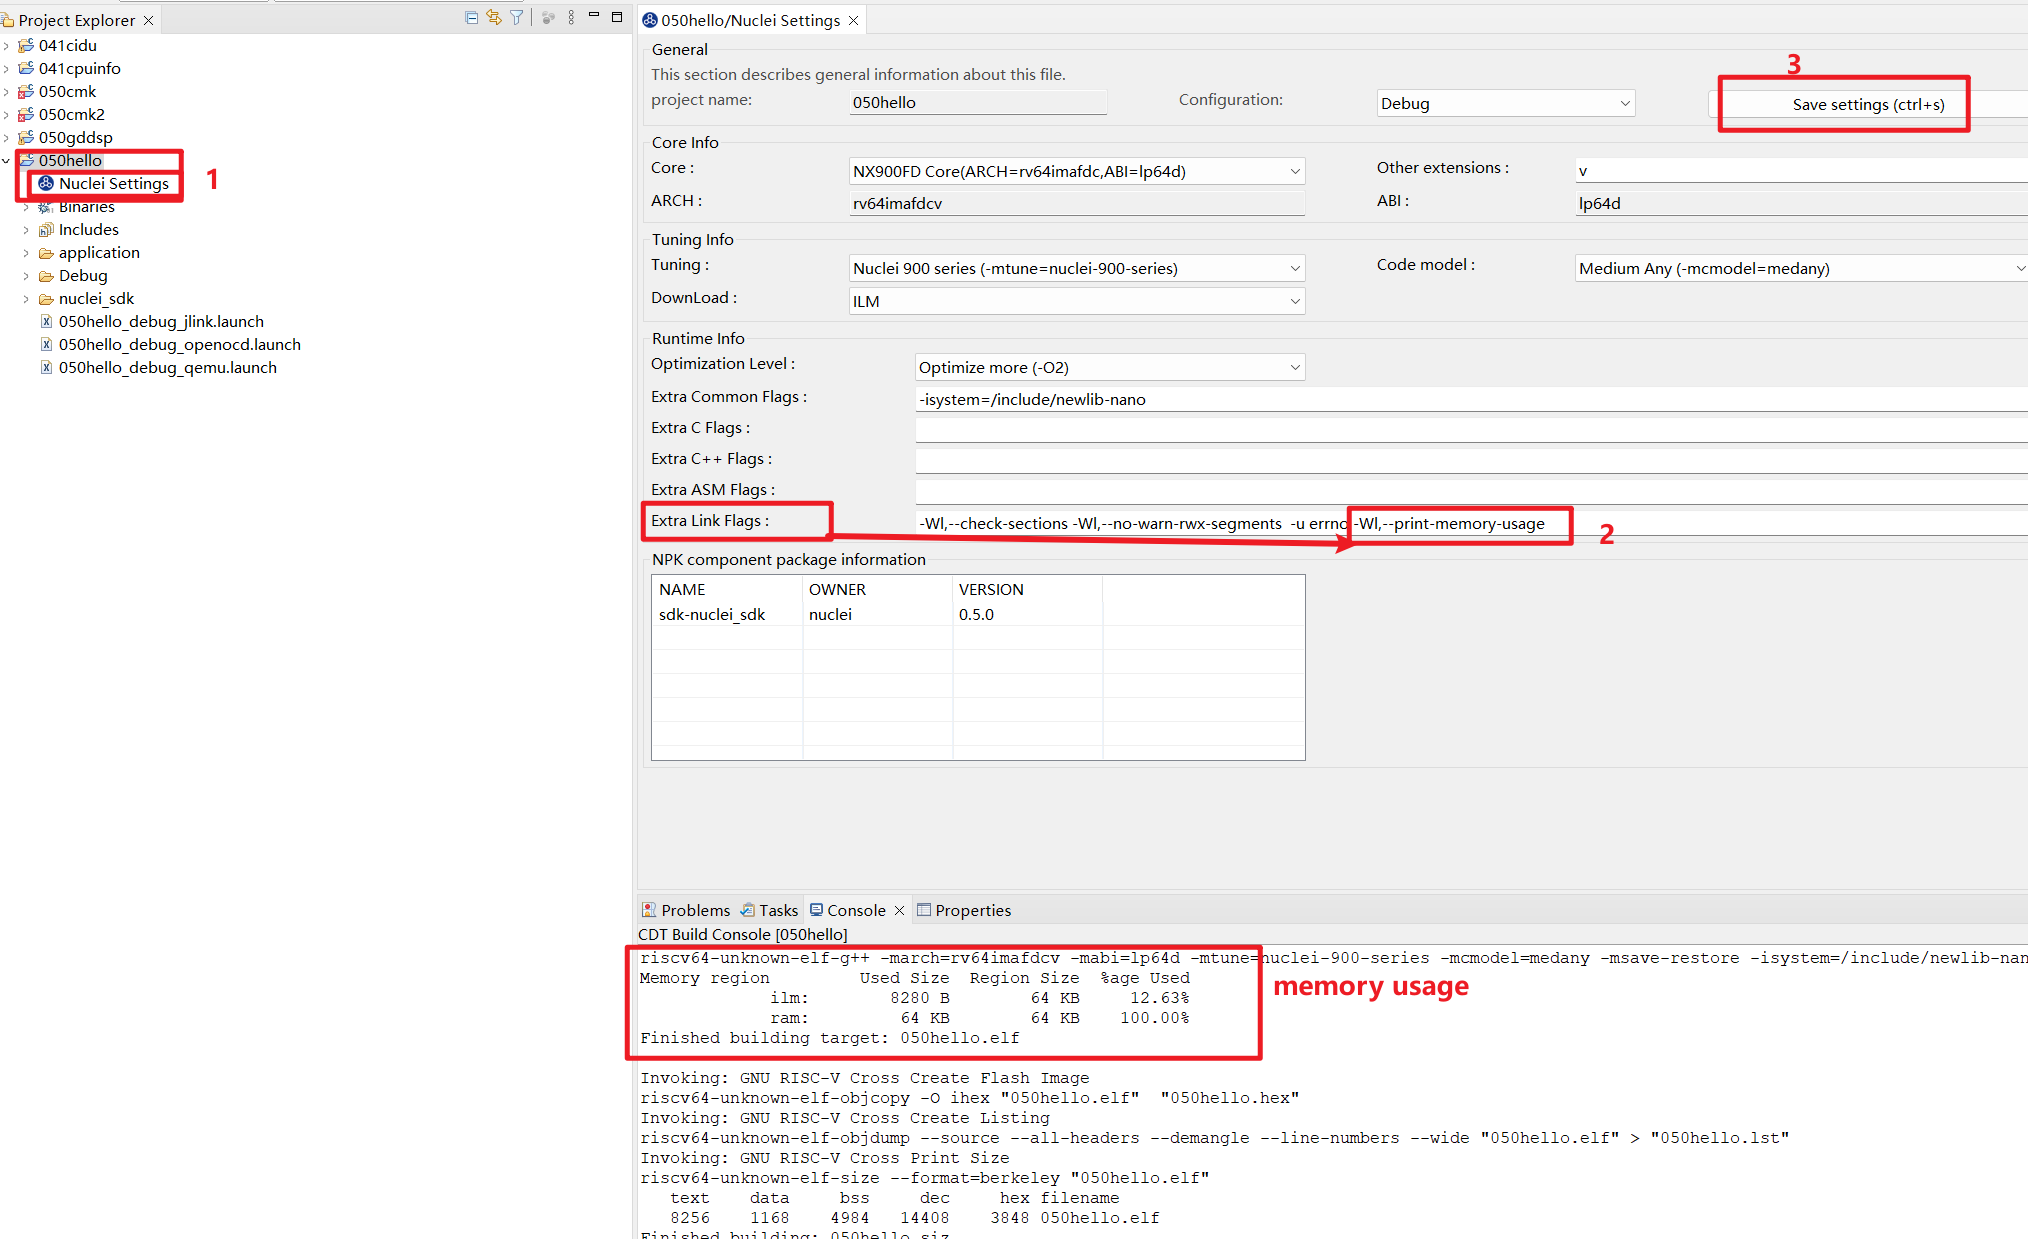 Project Explorer
041cidu
041cpuinfo
050cmk
050cmk2
050gddsp
050hello
Nuclei Settings
1
Binaries
Includes
application
Debug
nuclei_sdk
050hello_debug_jlink.launch
050hello_debug_openocd.launch
050hello_debug_qemu.launch
050hello/Nuclei Settings
General
This section describes general information about this file.
3
project name: 050hello Configuration: Debug Save settings (ctrl+s)
Core Info
Core : NX900FD Core(ARCH=rv64imafdc,ABI=lp64d) Other extensions : v
ARCH : rv64imafdcv ABI : lp64d
Tuning Info
Tuning : Nuclei 900 series (-mtune=nuclei-900-series) Code model : Medium Any (-mcmodel=medany)
DownLoad : ILM
Runtime Info
Optimization Level : Optimize more (-O2)
Extra Common Flags : -isystem=/include/newlib-nano
Extra C Flags :
Extra C++ Flags :
Extra ASM Flags :
Extra Link Flags : -Wl,--check-sections -Wl,--no-warn-rwx-segments -u errno -Wl,--print-memory-usage 2
NPK component package information
NAME OWNER VERSION
sdk-nuclei_sdk nuclei 0.5.0
Problems Tasks Console Properties
CDT Build Console [050hello]
riscv64-unknown-elf-g++ -march=rv64imafdcv -mabi=lp64d -mtune=nuclei-900-series -mcmodel=medany -msave-restore -isystem=/include/newlib-nan
Memory region Used Size Region Size %age Used
memory usage
ilm: 8280 B 64 KB 12.63%
ram: 64 KB 64 KB 100.00%
Finished building target: 050hello.elf
Invoking: GNU RISC-V Cross Create Flash Image
riscv64-unknown-elf-objcopy -O ihex "050hello.elf" "050hello.hex"
Invoking: GNU RISC-V Cross Create Listing
riscv64-unknown-elf-objdump --source --all-headers --demangle --line-numbers --wide "050hello.elf" > "050hello.lst"
Invoking: GNU RISC-V Cross Print Size
riscv64-unknown-elf-size --format=berkeley "050hello.elf"
text data bss dec hex filename
8256 1168 4984 14408 3848 050hello.elf
Finished building: 050hello.siz